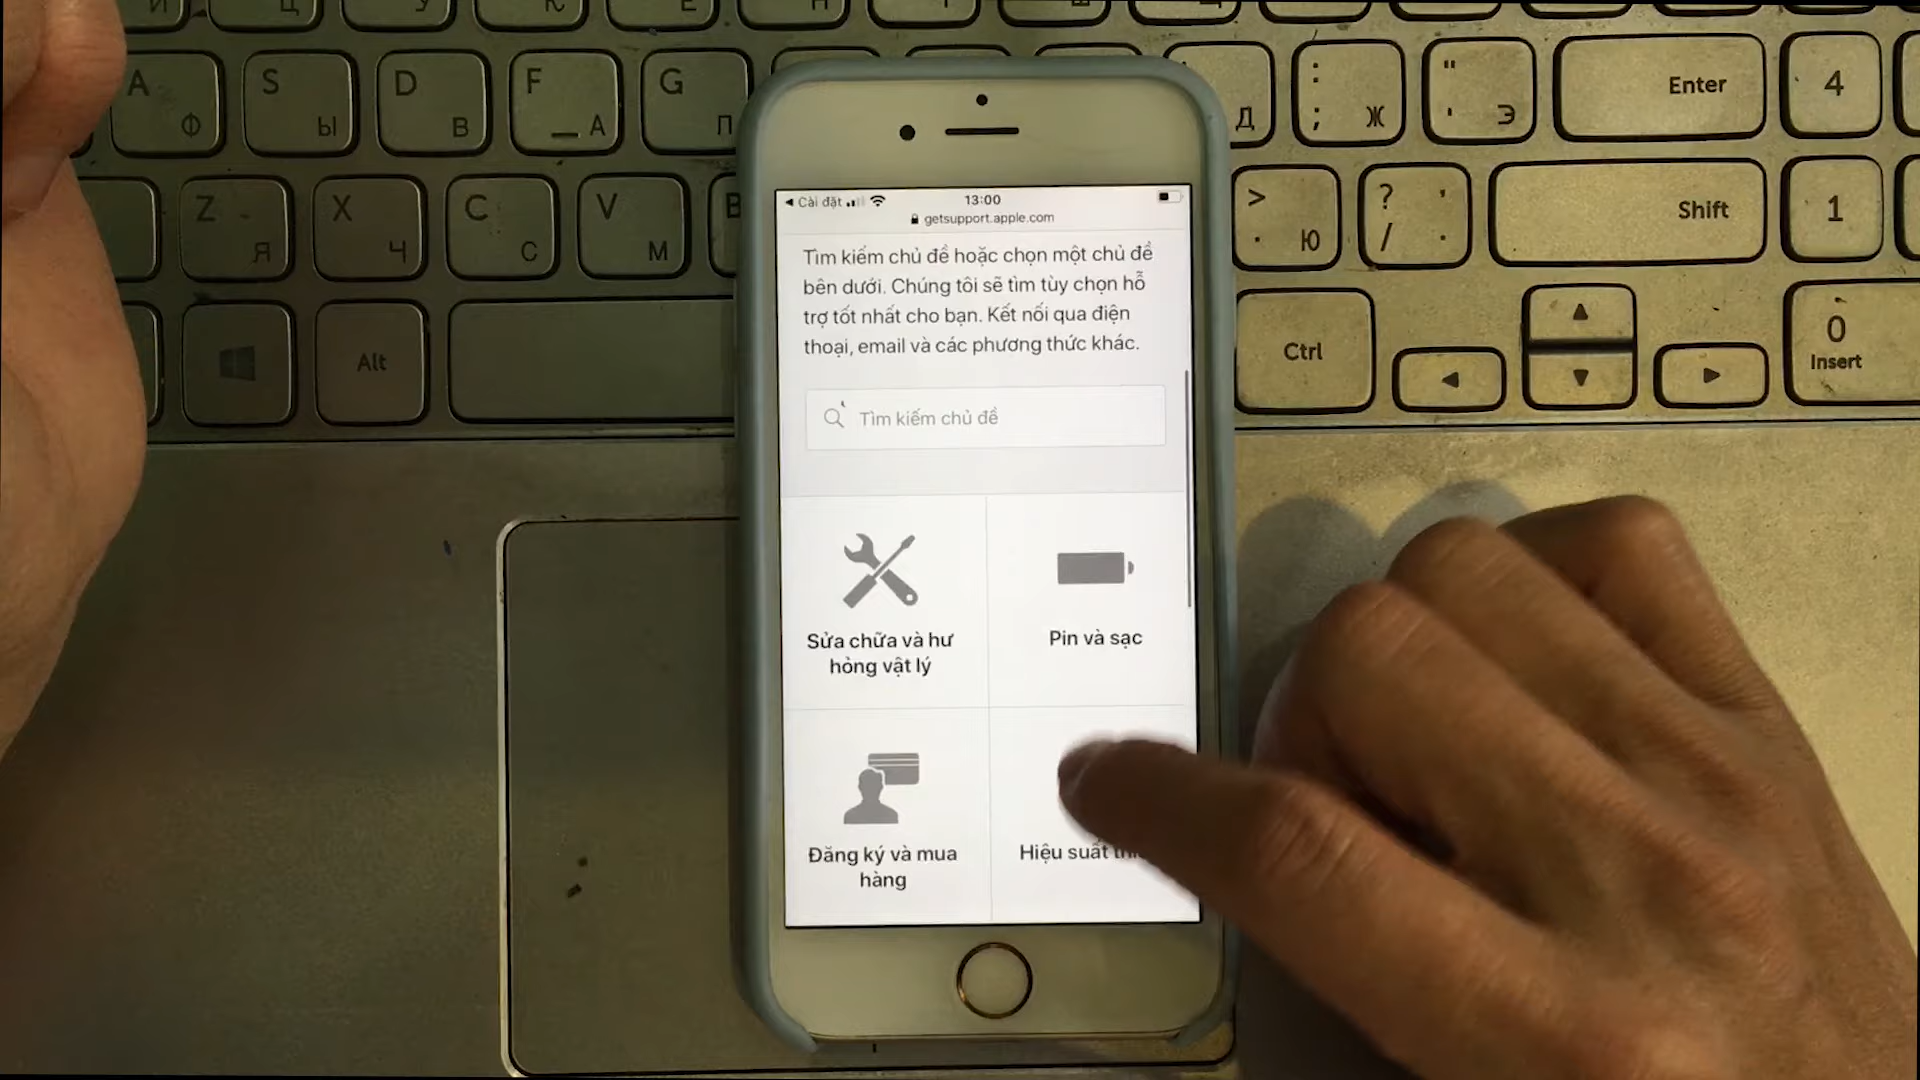 A Ф
S Ы
D В
F А
G П
Д
: ; Ж
" ' Э
Enter
4
Z Я
X Ч
C С
V М
B
> . Ю
? / , .
Shift
1
Alt
Ctrl
0
Insert
Cài đặt
13:00
getsupport.apple.com
Tìm kiếm chủ đề hoặc chọn một chủ đề
bên dưới. Chúng tôi sẽ tìm tùy chọn hỗ
trợ tốt nhất cho bạn. Kết nối qua điện
thoại, email và các phương thức khác.
Tìm kiếm chủ đề
Sửa chữa và hư
hỏng vật lý
Pin và sạc
Đăng ký và mua
hàng
Hiệu suất